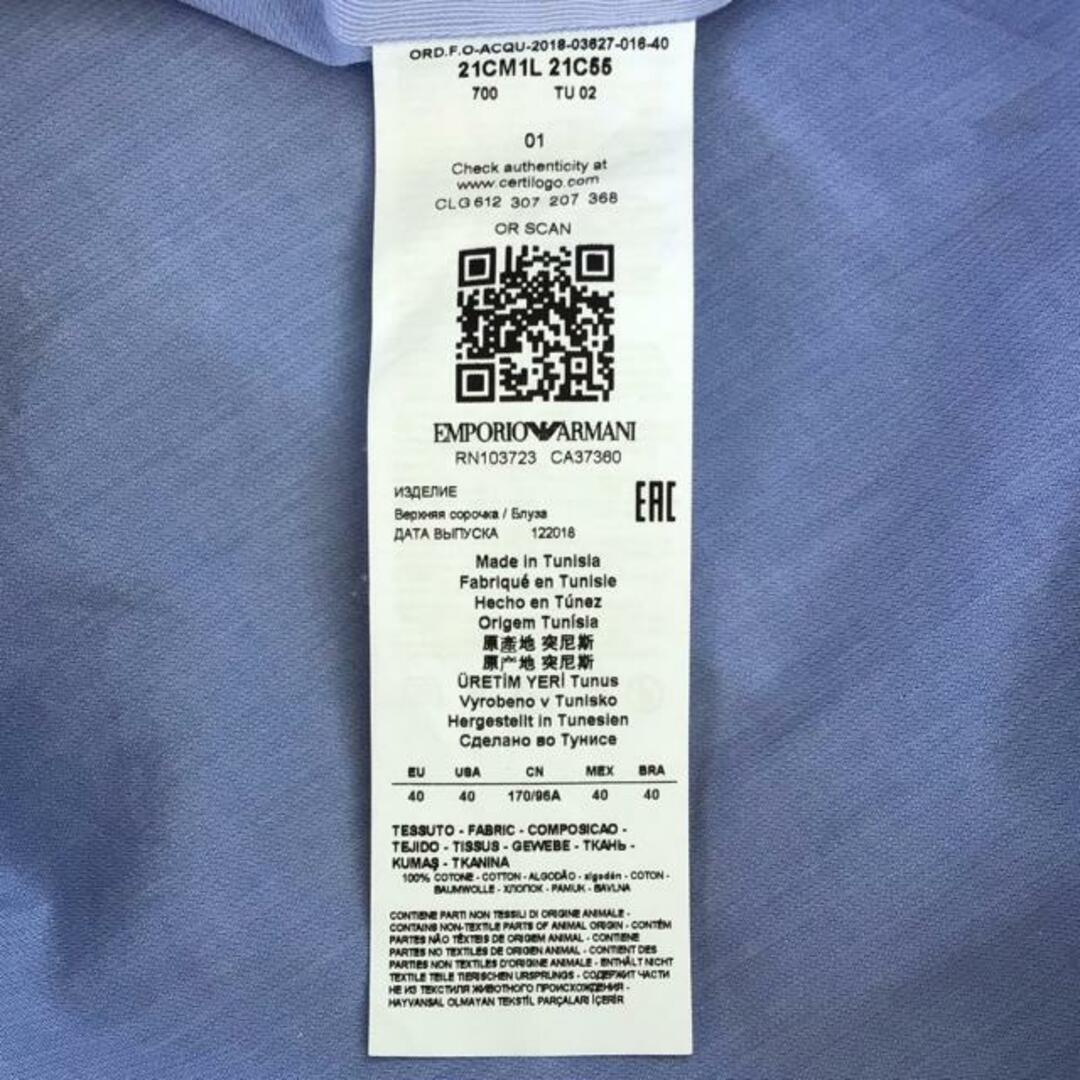 ORD.F.O-ACQU-2018-03627-016-40
21CM1L 21C55
700 TU 02
01
Check authenticity at
www.certilogo.com
CLG 612 307 207 368
OR SCAN
EMPORIO ARMANI
RN103723 CA37360
ИЗДЕЛИЕ
EAC
Верхняя сорочка / Блуза
ДАТА ВЫПУСКА 122018
Made in Tunisia
Fabriqué en Tunisie
Hecho en Túnez
Origem Tunísia
原產地 突尼斯
原产地 突尼斯
ÜRETİM YERİ Tunus
Vyrobeno v Tunisko
Hergestellt in Tunesien
Сделано во Тунисе
EU USA CN MEX BRA
40 40 170/96A 40 40
TESSUTO - FABRIC - COMPOSICAO -
TEJIDO - TISSUS - GEWEBE - ТКАНЬ -
KUMAŞ - TKANINA
100% COTONE - COTTON - ALGODÃO - algodón - COTON -
BAUMWOLLE - ХЛОПОК - PAMUK - BAVLNA
CONTIENE PARTI NON TESSILI DI ORIGINE ANIMALE -
CONTAINS NON-TEXTILE PARTS OF ANIMAL ORIGIN - CONTÉM
PARTES NÃO TÊXTEIS DE ORIGEM ANIMAL - CONTIENE
PARTES NO TEXTILES DE ORIGEN ANIMAL - CONTIENT DES
PARTIES NON TEXTILES D'ORIGINE ANIMALE - ENTHÄLT NICHT
TEXTILE TEILE TIERISCHEN URSPRUNGS - СОДЕРЖИТ ЧАСТИ
НЕ ИЗ ТЕКСТИЛЯ ЖИВОТНОГО ПРОИСХОЖДЕНИЯ -
HAYVANSAL OLMAYAN TEKSTİL PARÇALARI İÇERİR